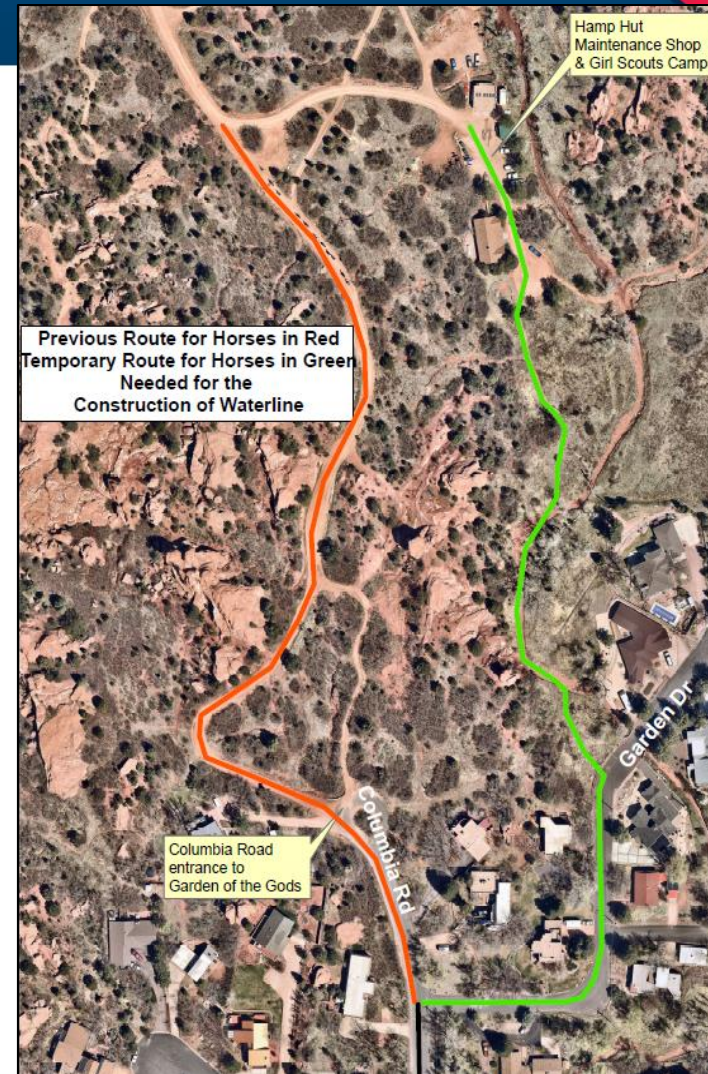 Hamp Hut
Maintenance Shop
& Girl Scouts Camp
Previous Route for Horses in Red
Temporary Route for Horses in Green
Needed for the
Construction of Waterline
Garden Dr
Columbia Rd
Columbia Road
entrance to
Garden of the Gods